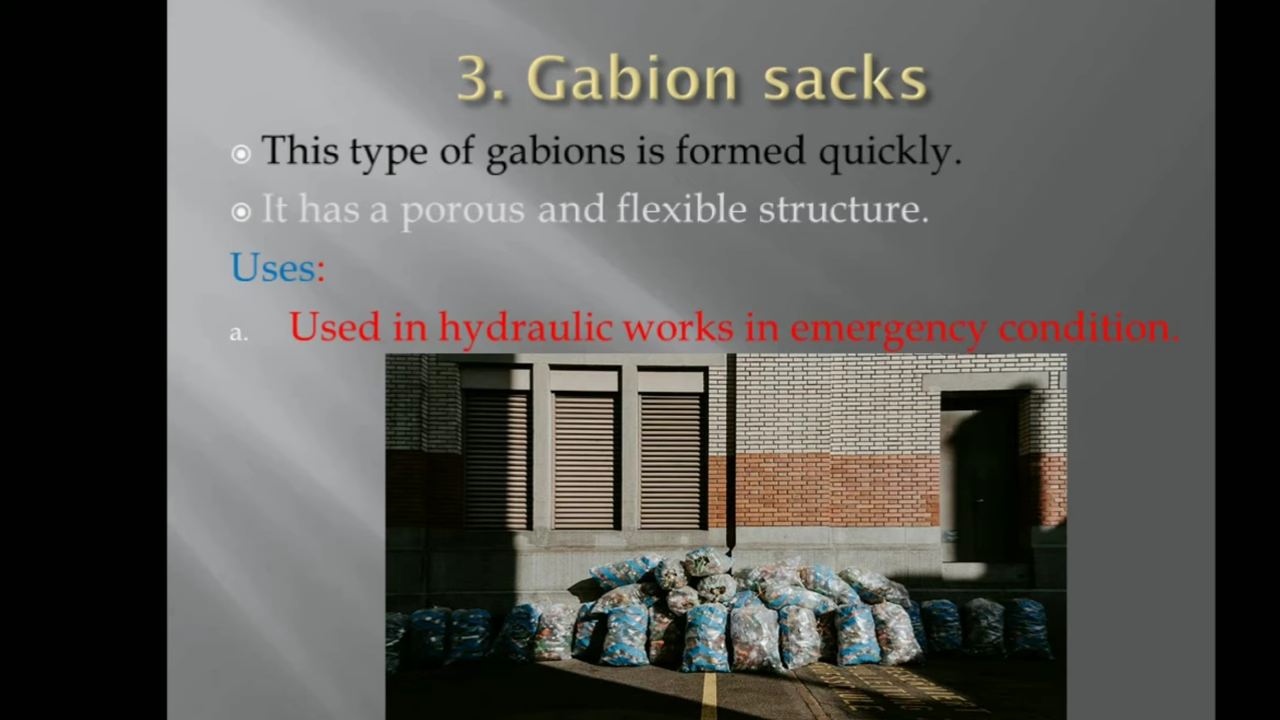 3. Gabion sacks
This type of gabions is formed quickly.
It has a porous and flexible structure.
Uses:
a. Used in hydraulic works in emergency condition.